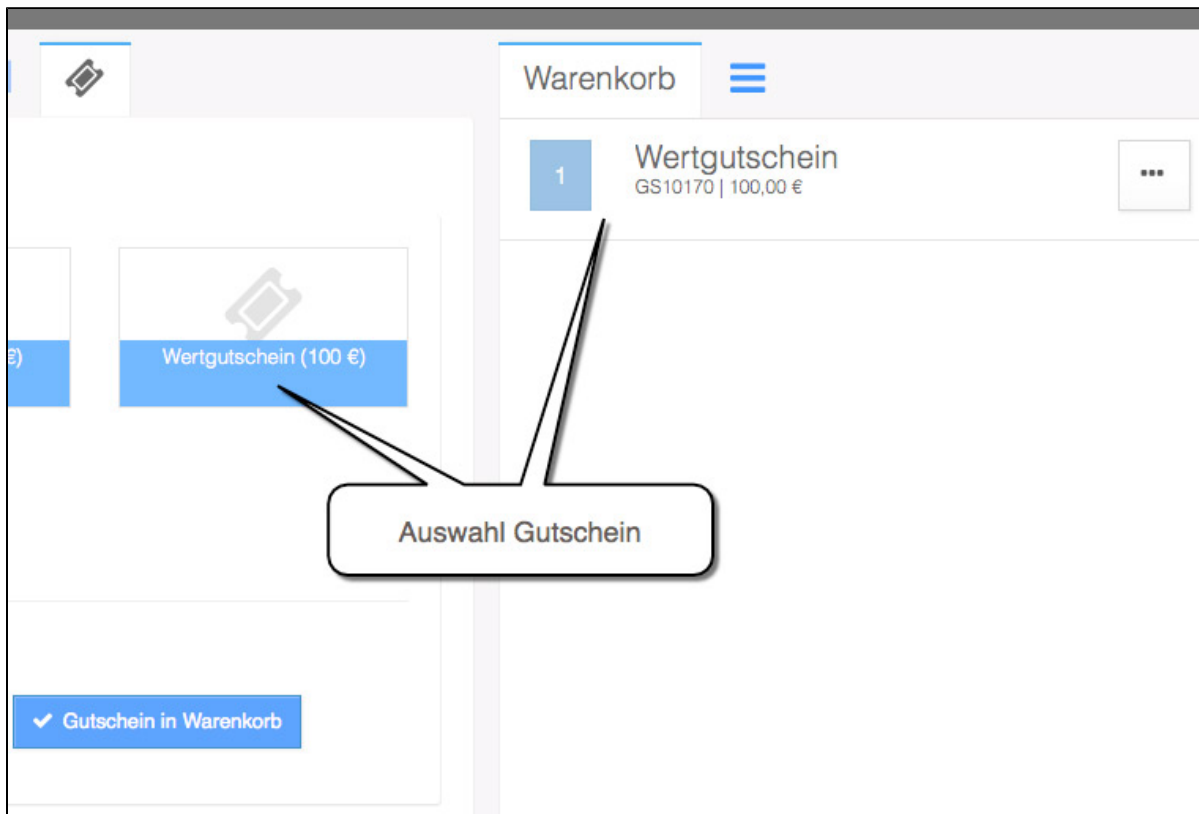 Warenkorb
1
Wertgutschein
GS10170 | 100,00 €
€)
Wertgutschein (100 €)
Auswahl Gutschein
Gutschein in Warenkorb